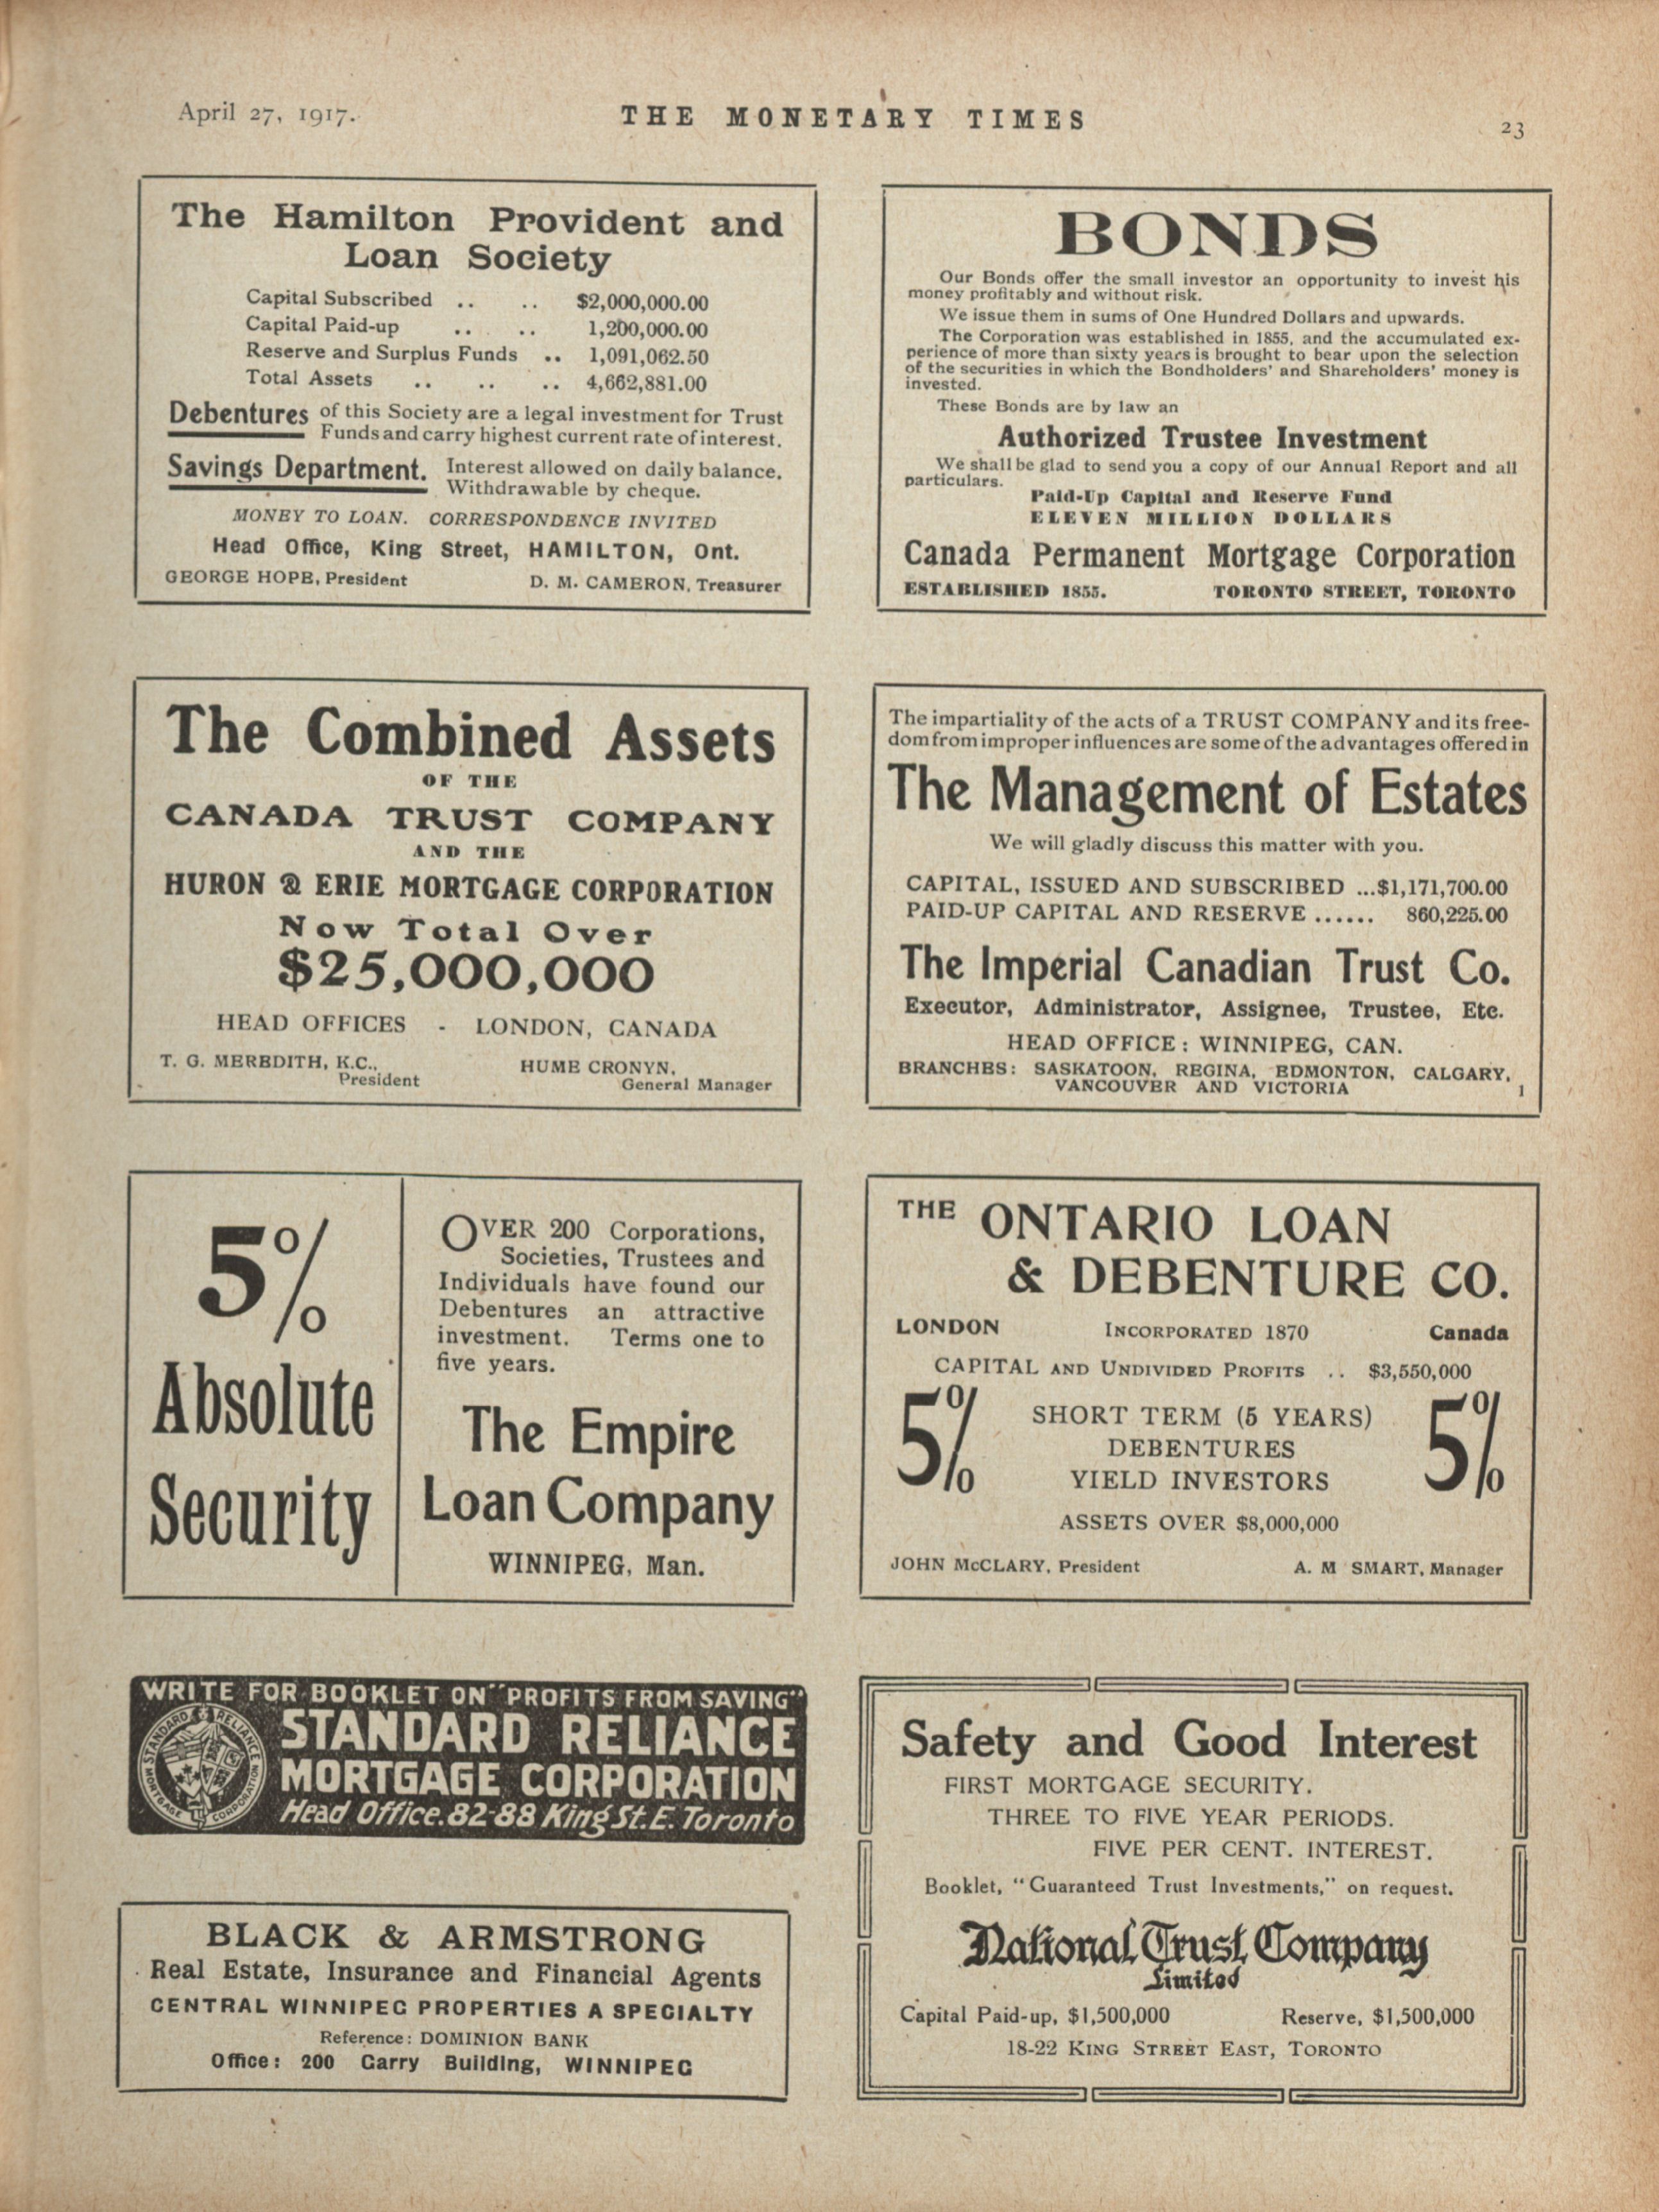 April 27, 1917.
THE MONETARY TIMES
23
The Hamilton Provident and
Loan Society
Capital Subscribed .. .. $2,000,000.00
Capital Paid-up .. .. 1,200,000.00
Reserve and Surplus Funds .. 1,091,062.50
Total Assets .. .. .. 4,662,881.00
Debentures of this Society are a legal investment for Trust
Funds and carry highest current rate of interest.
Savings Department. Interest allowed on daily balance.
Withdrawable by cheque.
MONEY TO LOAN. CORRESPONDENCE INVITED
Head Office, King Street, HAMILTON, Ont.
GEORGE HOPE, President D. M. CAMERON, Treasurer
BONDS
Our Bonds offer the small investor an opportunity to invest his
money profitably and without risk.
We issue them in sums of One Hundred Dollars and upwards.
The Corporation was established in 1855, and the accumulated ex-
perience of more than sixty years is brought to bear upon the selection
of the securities in which the Bondholders' and Shareholders' money is
invested.
These Bonds are by law an
Authorized Trustee Investment
We shall be glad to send you a copy of our Annual Report and all
particulars.
Paid-Up Capital and Reserve Fund
ELEVEN MILLION DOLLARS
Canada Permanent Mortgage Corporation
ESTABLISHED 1855. TORONTO STREET, TORONTO
The Combined Assets
OF THE
CANADA TRUST COMPANY
AND THE
HURON & ERIE MORTGAGE CORPORATION
Now Total Over
$25,000,000
HEAD OFFICES - LONDON, CANADA
T. G. MEREDITH, K.C., HUME CRONYN,
President General Manager
The impartiality of the acts of a TRUST COMPANY and its free-
dom from improper influences are some of the advantages offered in
The Management of Estates
We will gladly discuss this matter with you.
CAPITAL, ISSUED AND SUBSCRIBED ...$1,171,700.00
PAID-UP CAPITAL AND RESERVE ...... 860,225.00
The Imperial Canadian Trust Co.
Executor, Administrator, Assignee, Trustee, Etc.
HEAD OFFICE: WINNIPEG, CAN.
BRANCHES: SASKATOON, REGINA, EDMONTON, CALGARY,
VANCOUVER AND VICTORIA 1
5%
Absolute
Security
OVER 200 Corporations,
Societies, Trustees and
Individuals have found our
Debentures an attractive
investment. Terms one to
five years.
The Empire
Loan Company
WINNIPEG, Man.
THE ONTARIO LOAN
& DEBENTURE CO.
LONDON INCORPORATED 1870 Canada
CAPITAL AND UNDIVIDED PROFITS .. $3,550,000
5% SHORT TERM (5 YEARS) 5%
DEBENTURES
YIELD INVESTORS
ASSETS OVER $8,000,000
JOHN McCLARY, President A. M SMART, Manager
WRITE FOR BOOKLET ON "PROFITS FROM SAVING"
STANDARD RELIANCE
MORTGAGE CORPORATION
Head Office. 82-88 King St. E. Toronto
STANDARD RELIANCE
MORTGAGE CORPORATION
Safety and Good Interest
FIRST MORTGAGE SECURITY.
THREE TO FIVE YEAR PERIODS.
FIVE PER CENT. INTEREST.
Booklet, "Guaranteed Trust Investments," on request.
National Trust Company
Limited
Capital Paid-up, $1,500,000 Reserve, $1,500,000
18-22 KING STREET EAST, TORONTO
BLACK & ARMSTRONG
Real Estate, Insurance and Financial Agents
CENTRAL WINNIPEG PROPERTIES A SPECIALTY
Reference: DOMINION BANK
Office: 200 Garry Building, WINNIPEG